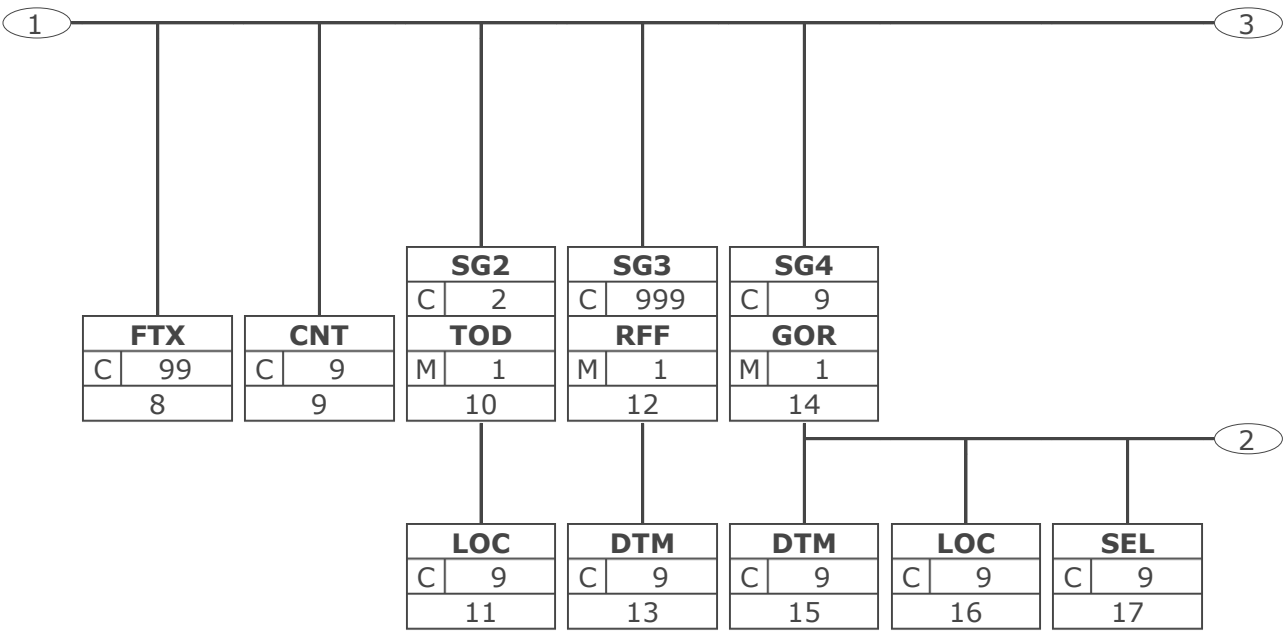 1 3
SG2 SG3 SG4
C 2 C 999 C 9
FTX CNT TOD RFF GOR
C 99 C 9 M 1 M 1 M 1
8 9 10 12 14
2
LOC DTM DTM LOC SEL
C 9 C 9 C 9 C 9 C 9
11 13 15 16 17